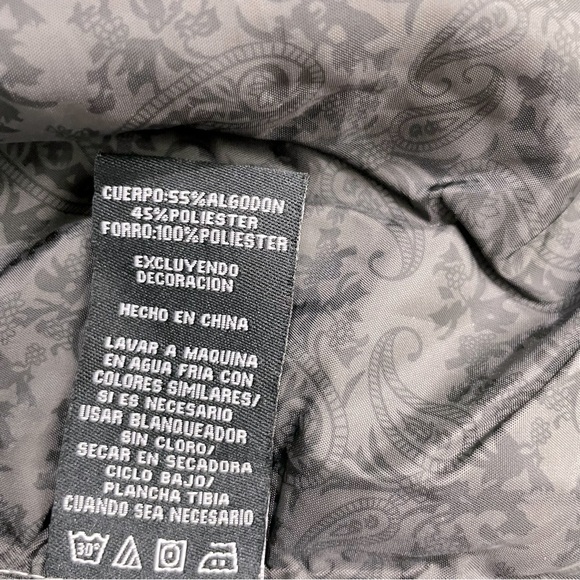 CUERPO:55%ALGODON
45%POLIESTER
FORRO:100%POLIESTER
EXCLUYENDO
DECORACION
HECHO EN CHINA
LAVAR A MAQUINA
EN AGUA FRIA CON
COLORES SIMILARES/
SI ES NECESARIO
USAR BLANQUEADOR
SIN CLORO/
SECAR EN SECADORA
CICLO BAJO/
PLANCHA TIBIA
CUANDO SEA NECESARIO
30°